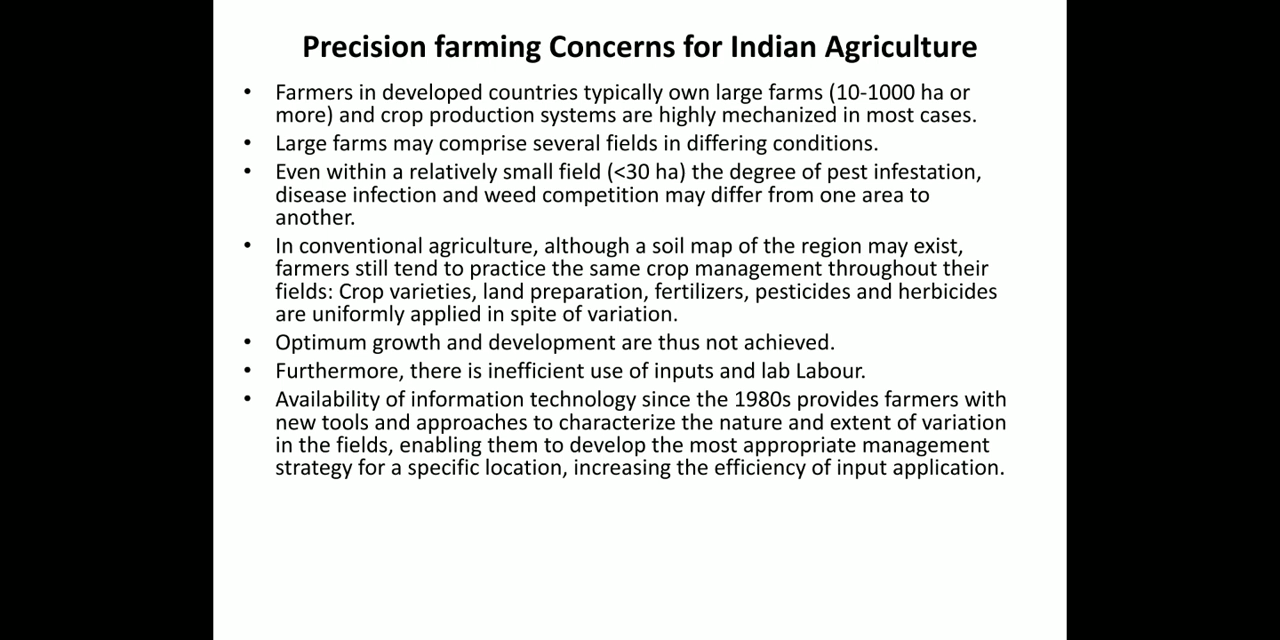 Precision farming Concerns for Indian Agriculture
• Farmers in developed countries typically own large farms (10-1000 ha or
more) and crop production systems are highly mechanized in most cases.
• Large farms may comprise several fields in differing conditions.
• Even within a relatively small field (<30 ha) the degree of pest infestation,
disease infection and weed competition may differ from one area to
another.
• In conventional agriculture, although a soil map of the region may exist,
farmers still tend to practice the same crop management throughout their
fields: Crop varieties, land preparation, fertilizers, pesticides and herbicides
are uniformly applied in spite of variation.
• Optimum growth and development are thus not achieved.
• Furthermore, there is inefficient use of inputs and lab Labour.
• Availability of information technology since the 1980s provides farmers with
new tools and approaches to characterize the nature and extent of variation
in the fields, enabling them to develop the most appropriate management
strategy for a specific location, increasing the efficiency of input application.